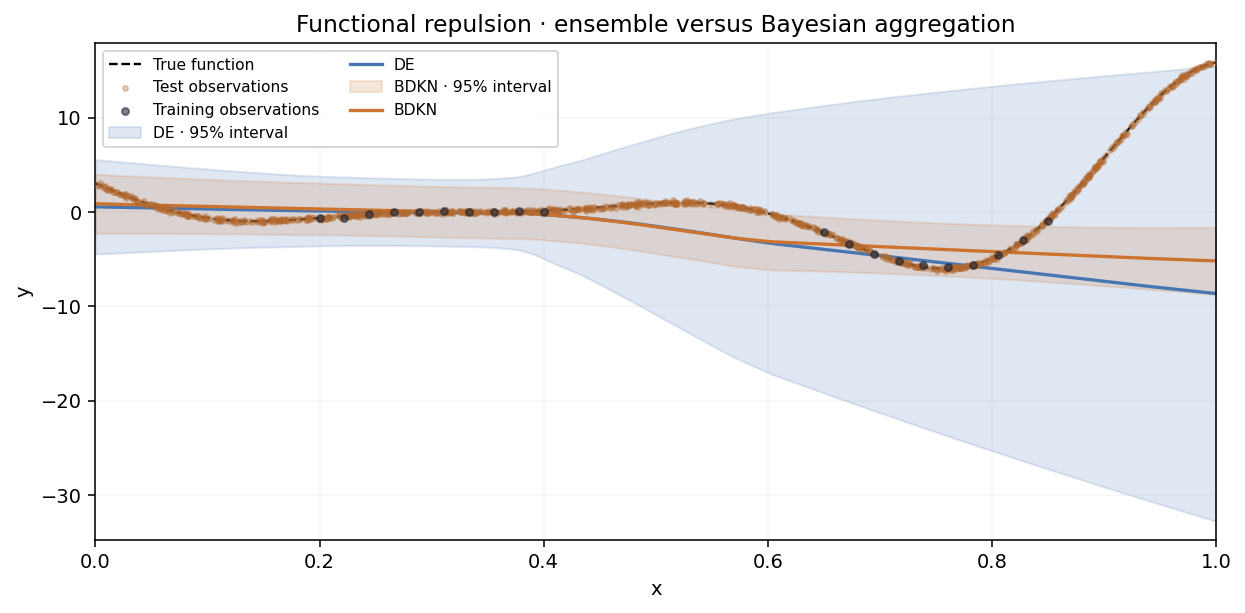 Functional repulsion · ensemble versus Bayesian aggregation
True function
Test observations
Training observations
DE · 95% interval
DE
BDKN · 95% interval
BDKN
10
0
−10
−20
−30
y
0.0
0.2
0.4
0.6
0.8
1.0
x